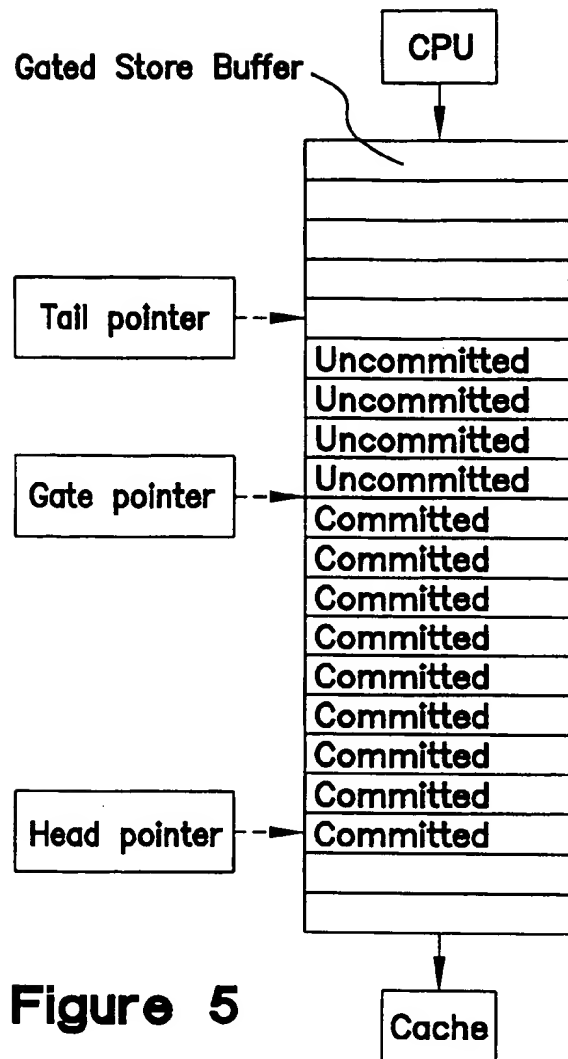 CPU
Gated Store Buffer
Tail pointer
Uncommitted
Uncommitted
Uncommitted
Uncommitted
Gate pointer
Committed
Committed
Committed
Committed
Committed
Committed
Committed
Committed
Head pointer
Committed
Figure 5
Cache